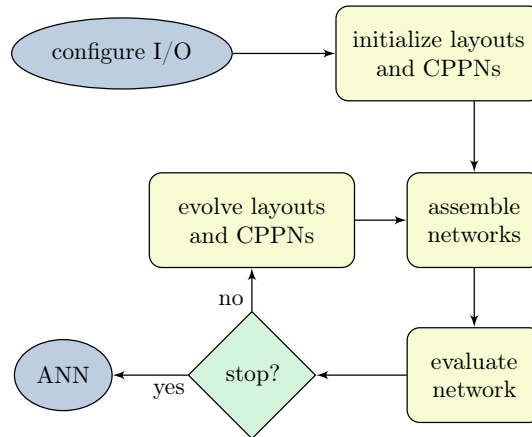 configure I/O
initialize layouts
and CPPNs
evolve layouts
and CPPNs
assemble
networks
no
ANN
yes
stop?
evaluate
network